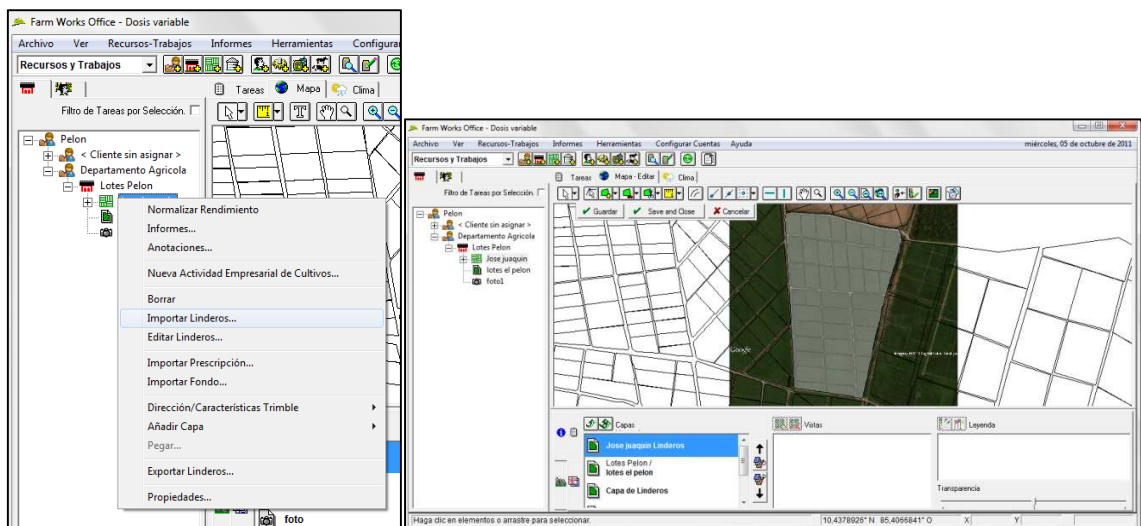 Farm Works Office - Dosis variable
Archivo Ver Recursos-Trabajos Informes Herramientas Configurar
Recursos y Trabajos
Tareas Mapa Clima
Filtro de Tareas por Selección.
Pelon
< Cliente sin asignar >
Departamento Agricola
Lotes Pelon
Normalizar Rendimiento
Informes...
Anotaciones...
Nueva Actividad Empresarial de Cultivos...
Borrar
Importar Linderos...
Editar Linderos...
Importar Prescripción...
Importar Fondo...
Dirección/Características Trimble
Añadir Capa
Pegar...
Exportar Linderos...
Propiedades...
foto
Farm Works Office - Dosis variable
Archivo Ver Recursos-Trabajos Informes Herramientas Configurar Cuentas Ayuda miércoles, 05 de octubre de 2011
Recursos y Trabajos
Tareas Mapa - Editar Clima
Filtro de Tareas por Selección.
Guardar Save and Close Cancelar
Pelon
< Cliente sin asignar >
Departamento Agricola
Lotes Pelon
Jose juaquin
lotes el pelon
foto1
Google
Capas Vistas Leyenda
Jose juaquin Linderos
Lotes Pelon /
lotes el pelon
Capa de Linderos
Transparencia
Haga clic en elementos o arrastre para seleccionar. 10,4378926° N 85,4066841° O X Y